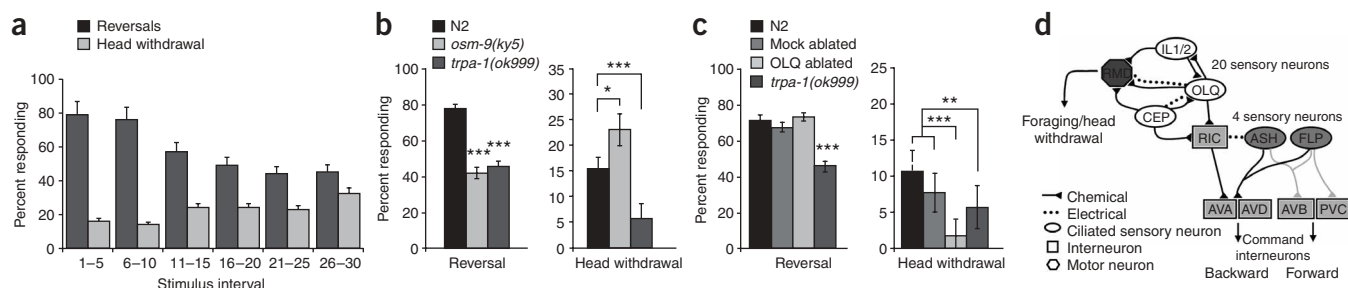 a
Reversals
Head withdrawal
Percent responding
100
80
60
40
20
0
1–5
6–10
11–15
16–20
21–25
26–30
Stimulus interval
b
N2
osm-9(ky5)
trpa-1(ok999)
Percent responding
100
80
60
40
20
0
*** ***
Reversal
35
30
25
20
15
10
5
0
***
*
Head withdrawal
c
N2
Mock ablated
OLQ ablated
trpa-1(ok999)
Percent responding
100
80
60
40
20
0
***
Reversal
25
20
15
10
5
0
**
***
Head withdrawal
d
IL1/2
RMD
20 sensory neurons
OLQ
CEP
4 sensory neurons
Foraging/head
withdrawal
RIC
ASH
FLP
Chemical
Electrical
Ciliated sensory neuron
Interneuron
Motor neuron
AVA
AVD
AVB
PVC
Command
interneurons
Backward
Forward